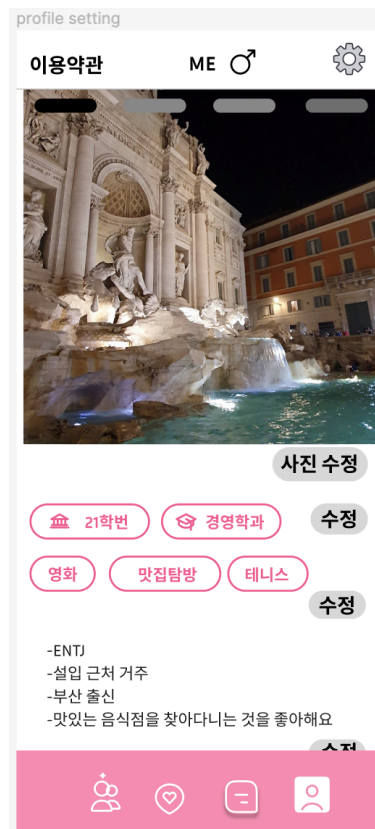 profile setting
이용약관 ME
사진 수정
21학번 경영학과 수정
영화 맛집탐방 테니스
수정
-ENTJ
-설입 근처 거주
-부산 출신
-맛있는 음식점을 찾아다니는 것을 좋아해요
수정